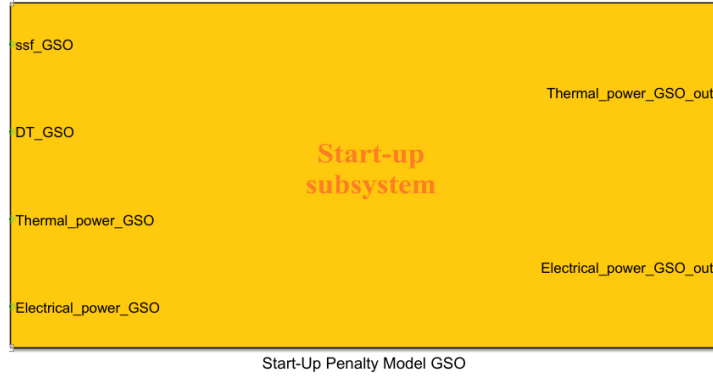 ssf_GSO
Thermal_power_GSO_out
DT_GSO
Start-up
subsystem
Thermal_power_GSO
Electrical_power_GSO_out
Electrical_power_GSO
Start-Up Penalty Model GSO